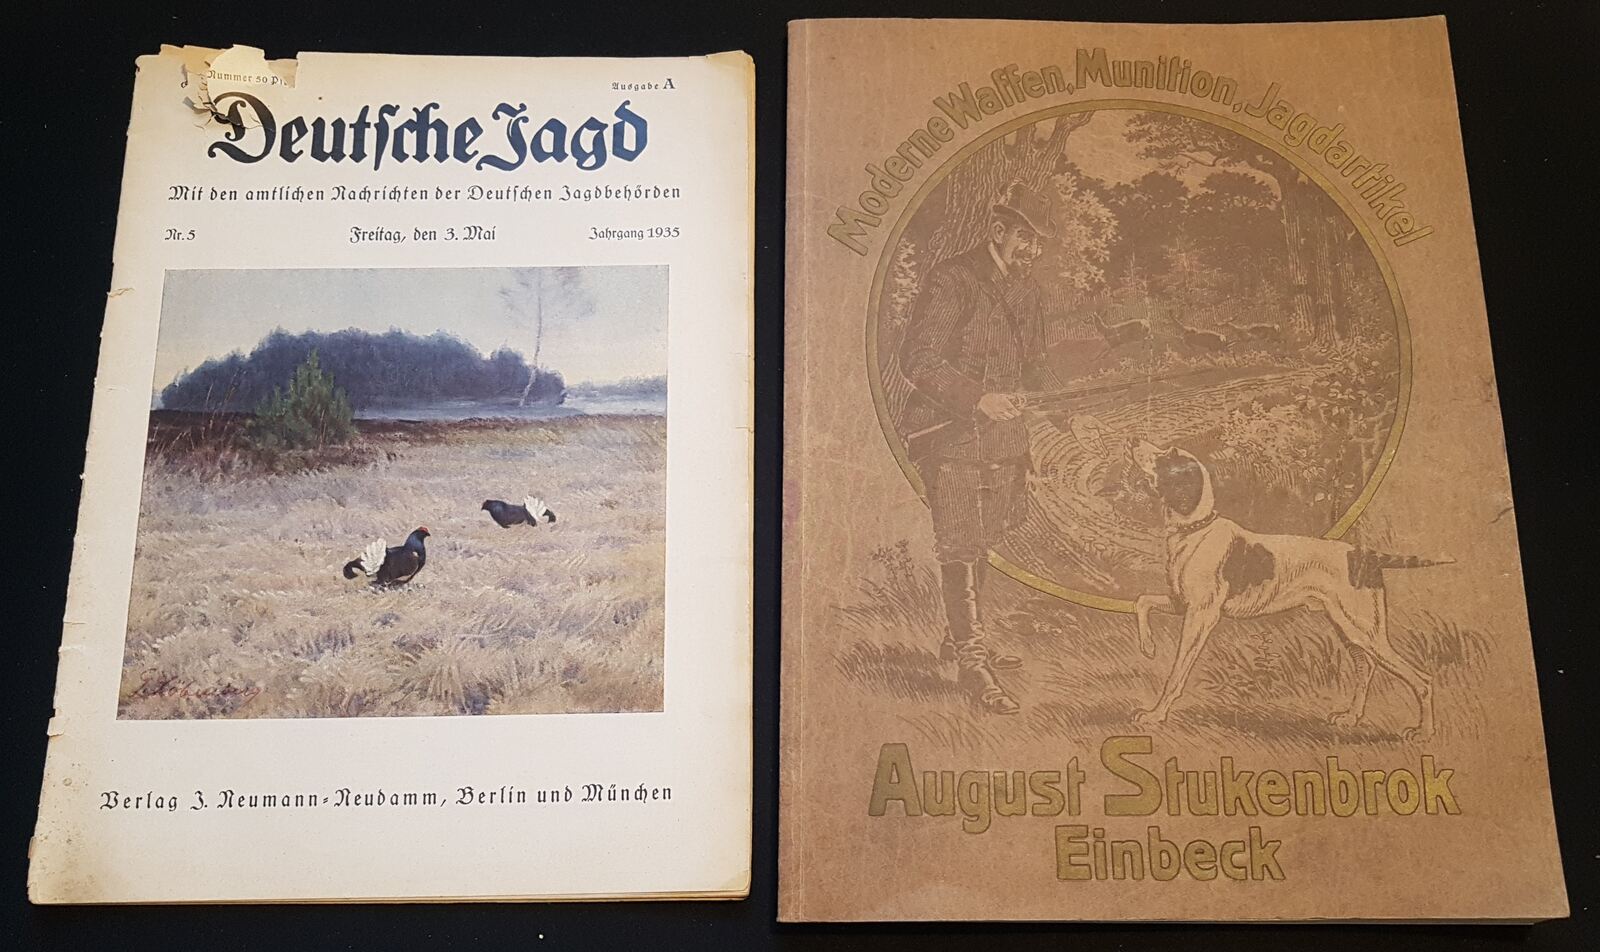 Nummer 50 Pf
Ausgabe A
Deutsche Jagd
Mit den amtlichen Nachrichten der Deutschen Jagdbehörden
Nr. 5
Freitag, den 3. Mai
Jahrgang 1935
Verlag J. Neumann=Neudamm, Berlin und München
Moderne Waffen, Munition, Jagdartikel
August Stukenbrok
Einbeck